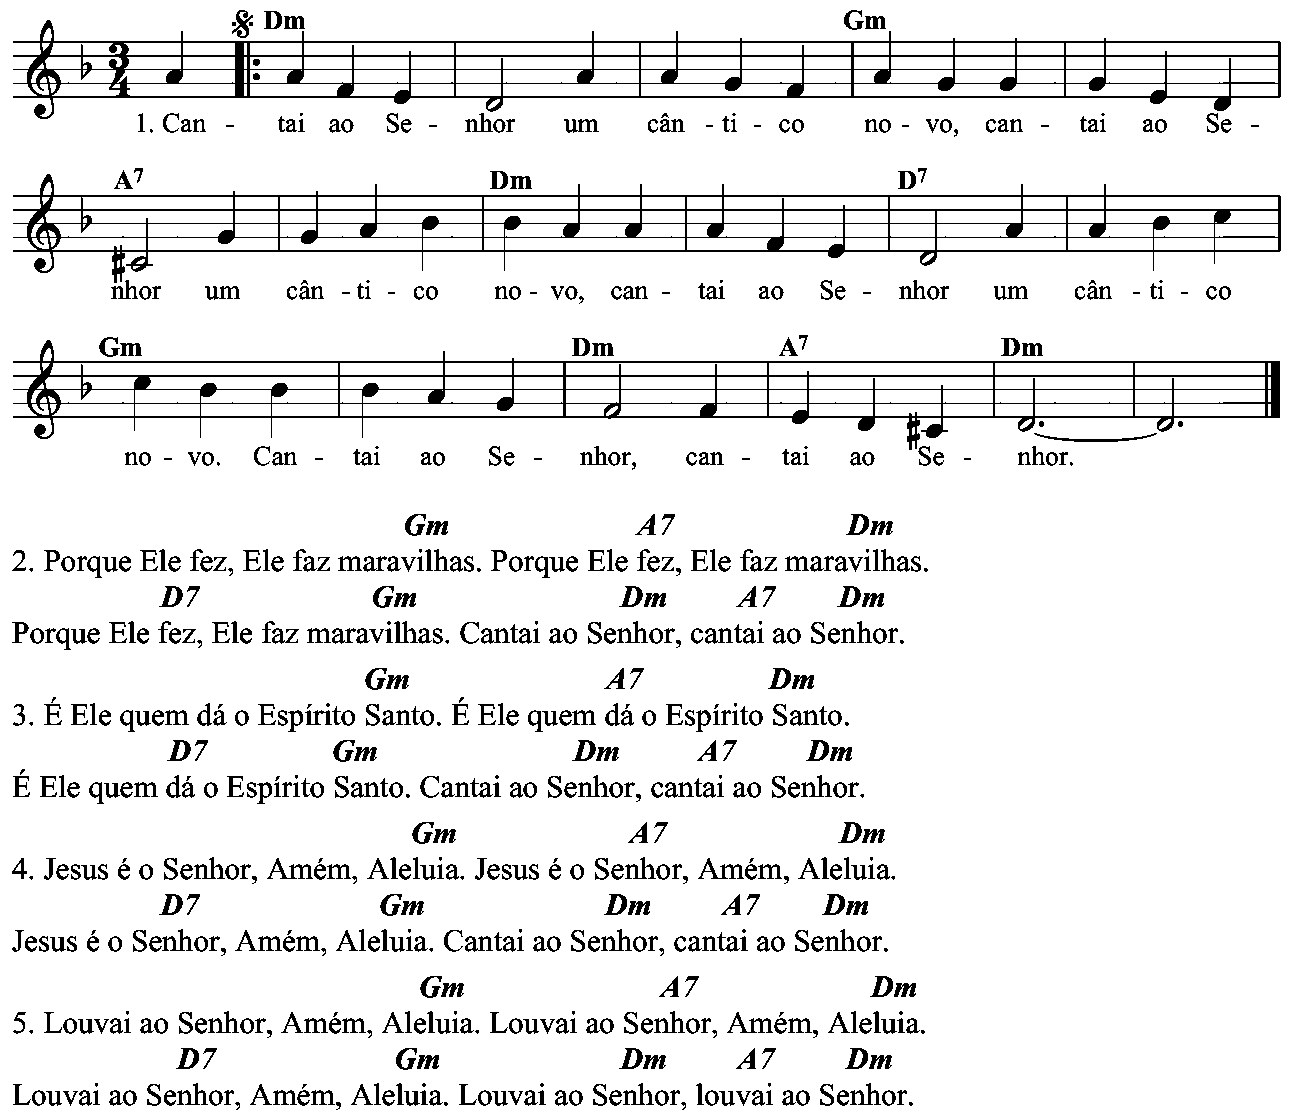 Dm Gm
3
4
1. Can - tai ao Se - nhor um cân - ti - co no - vo, can - tai ao Se -
A7 Dm D7
nhor um cân - ti - co no - vo, can - tai ao Se - nhor um cân - ti - co
Gm Dm A7 Dm
no - vo. Can - tai ao Se - nhor, can - tai ao Se - nhor.
Gm A7 Dm
2. Porque Ele fez, Ele faz maravilhas. Porque Ele fez, Ele faz maravilhas.
D7 Gm Dm A7 Dm
Porque Ele fez, Ele faz maravilhas. Cantai ao Senhor, cantai ao Senhor.
Gm A7 Dm
3. É Ele quem dá o Espírito Santo. É Ele quem dá o Espírito Santo.
D7 Gm Dm A7 Dm
É Ele quem dá o Espírito Santo. Cantai ao Senhor, cantai ao Senhor.
Gm A7 Dm
4. Jesus é o Senhor, Amém, Aleluia. Jesus é o Senhor, Amém, Aleluia.
D7 Gm Dm A7 Dm
Jesus é o Senhor, Amém, Aleluia. Cantai ao Senhor, cantai ao Senhor.
Gm A7 Dm
5. Louvai ao Senhor, Amém, Aleluia. Louvai ao Senhor, Amém, Aleluia.
D7 Gm Dm A7 Dm
Louvai ao Senhor, Amém, Aleluia. Louvai ao Senhor, louvai ao Senhor.